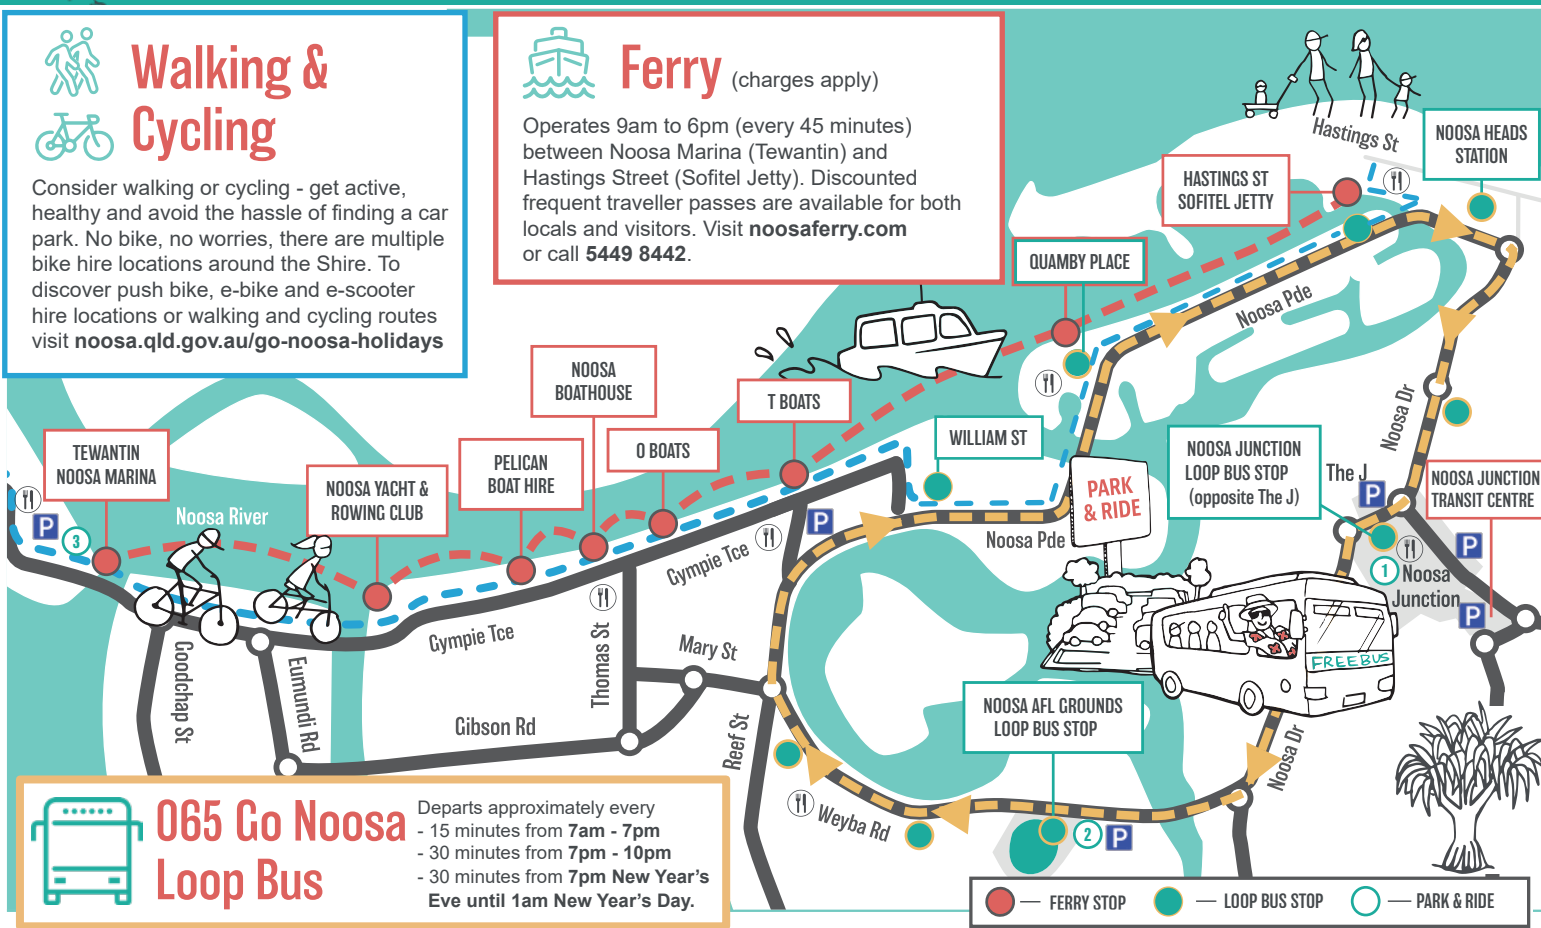 Walking &
Cycling
Consider walking or cycling - get active,
healthy and avoid the hassle of finding a car
park. No bike, no worries, there are multiple
bike hire locations around the Shire. To
discover push bike, e-bike and e-scooter
hire locations or walking and cycling routes
visit noosa.qld.gov.au/go-noosa-holidays
Ferry (charges apply)
Operates 9am to 6pm (every 45 minutes)
between Noosa Marina (Tewantin) and
Hastings Street (Sofitel Jetty). Discounted
frequent traveller passes are available for both
locals and visitors. Visit noosaferry.com
or call 5449 8442.
Hastings St
NOOSA HEADS
STATION
HASTINGS ST
SOFITEL JETTY
QUAMBY PLACE
Noosa Pde
NOOSA
BOATHOUSE
T BOATS
Noosa Dr
TEWANTIN
NOOSA MARINA
O BOATS
WILLIAM ST
PELICAN
BOAT HIRE
NOOSA YACHT &
ROWING CLUB
NOOSA JUNCTION
LOOP BUS STOP
(opposite The J)
The J
P
NOOSA JUNCTION
TRANSIT CENTRE
PARK
& RIDE
P
3
Noosa River
P
Noosa Pde
P
Gympie Tce
1
Noosa
Junction
P
Gympie Tce
Goodchap St
Eumundi Rd
Thomas St
Mary St
FREEBUS
Gibson Rd
Reef St
NOOSA AFL GROUNDS
LOOP BUS STOP
Noosa Dr
Weyba Rd
2
P
065 Go Noosa
Loop Bus
Departs approximately every
- 15 minutes from 7am - 7pm
- 30 minutes from 7pm - 10pm
- 30 minutes from 7pm New Year's
Eve until 1am New Year's Day.
FERRY STOP
LOOP BUS STOP
PARK & RIDE